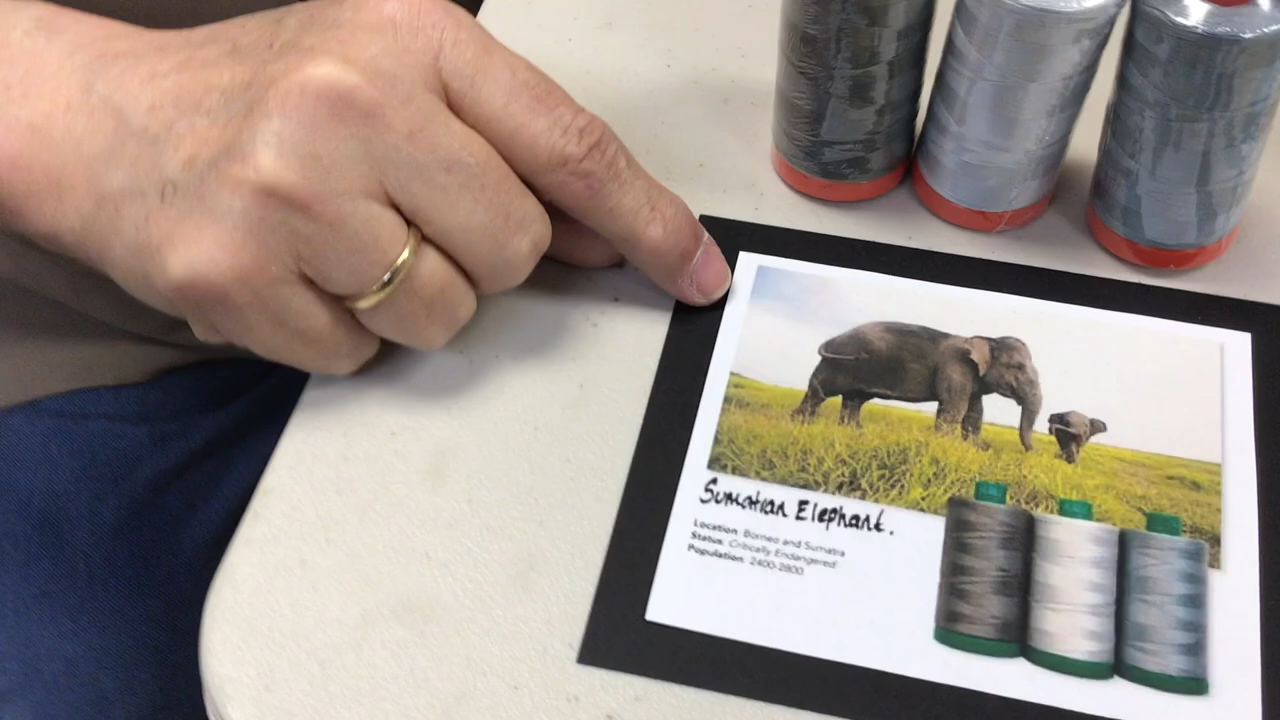 Sumatran Elephant.
Location: Borneo and Sumatra
Status: Critically Endangered
Population: 2400-2800